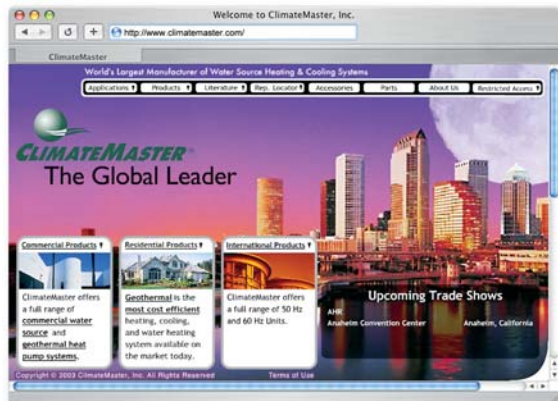 Welcome to ClimateMaster, Inc.
http://www.climatemaster.com/
ClimateMaster
World's Largest Manufacturer of Water Source Heating & Cooling Systems
Applications Products Literature Rep. Locator Accessories Parts About Us Restricted Access
CLIMATEMASTER
The Global Leader
Commercial Products
ClimateMaster offers
a full range of
commercial water
source and
geothermal heat
pump systems.
Residential Products
Geothermal is the
most cost efficient
heating, cooling,
and water heating
system available on
the market today.
International Products
ClimateMaster offers
a full range of 50 Hz
and 60 Hz Units.
Upcoming Trade Shows
AHR
Anaheim Convention Center Anaheim, California
Copyright © 2003 ClimateMaster, Inc. All Rights Reserved Terms of Use